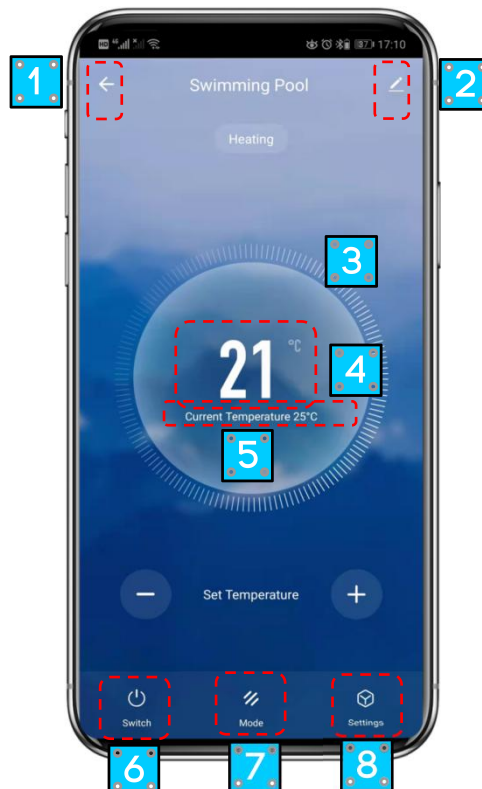 HD 37 17:10
1 Swimming Pool 2
Heating
3
21 °C
4
Current Temperature 25°C
5
− Set Temperature +
Switch Mode Settings
6 7 8